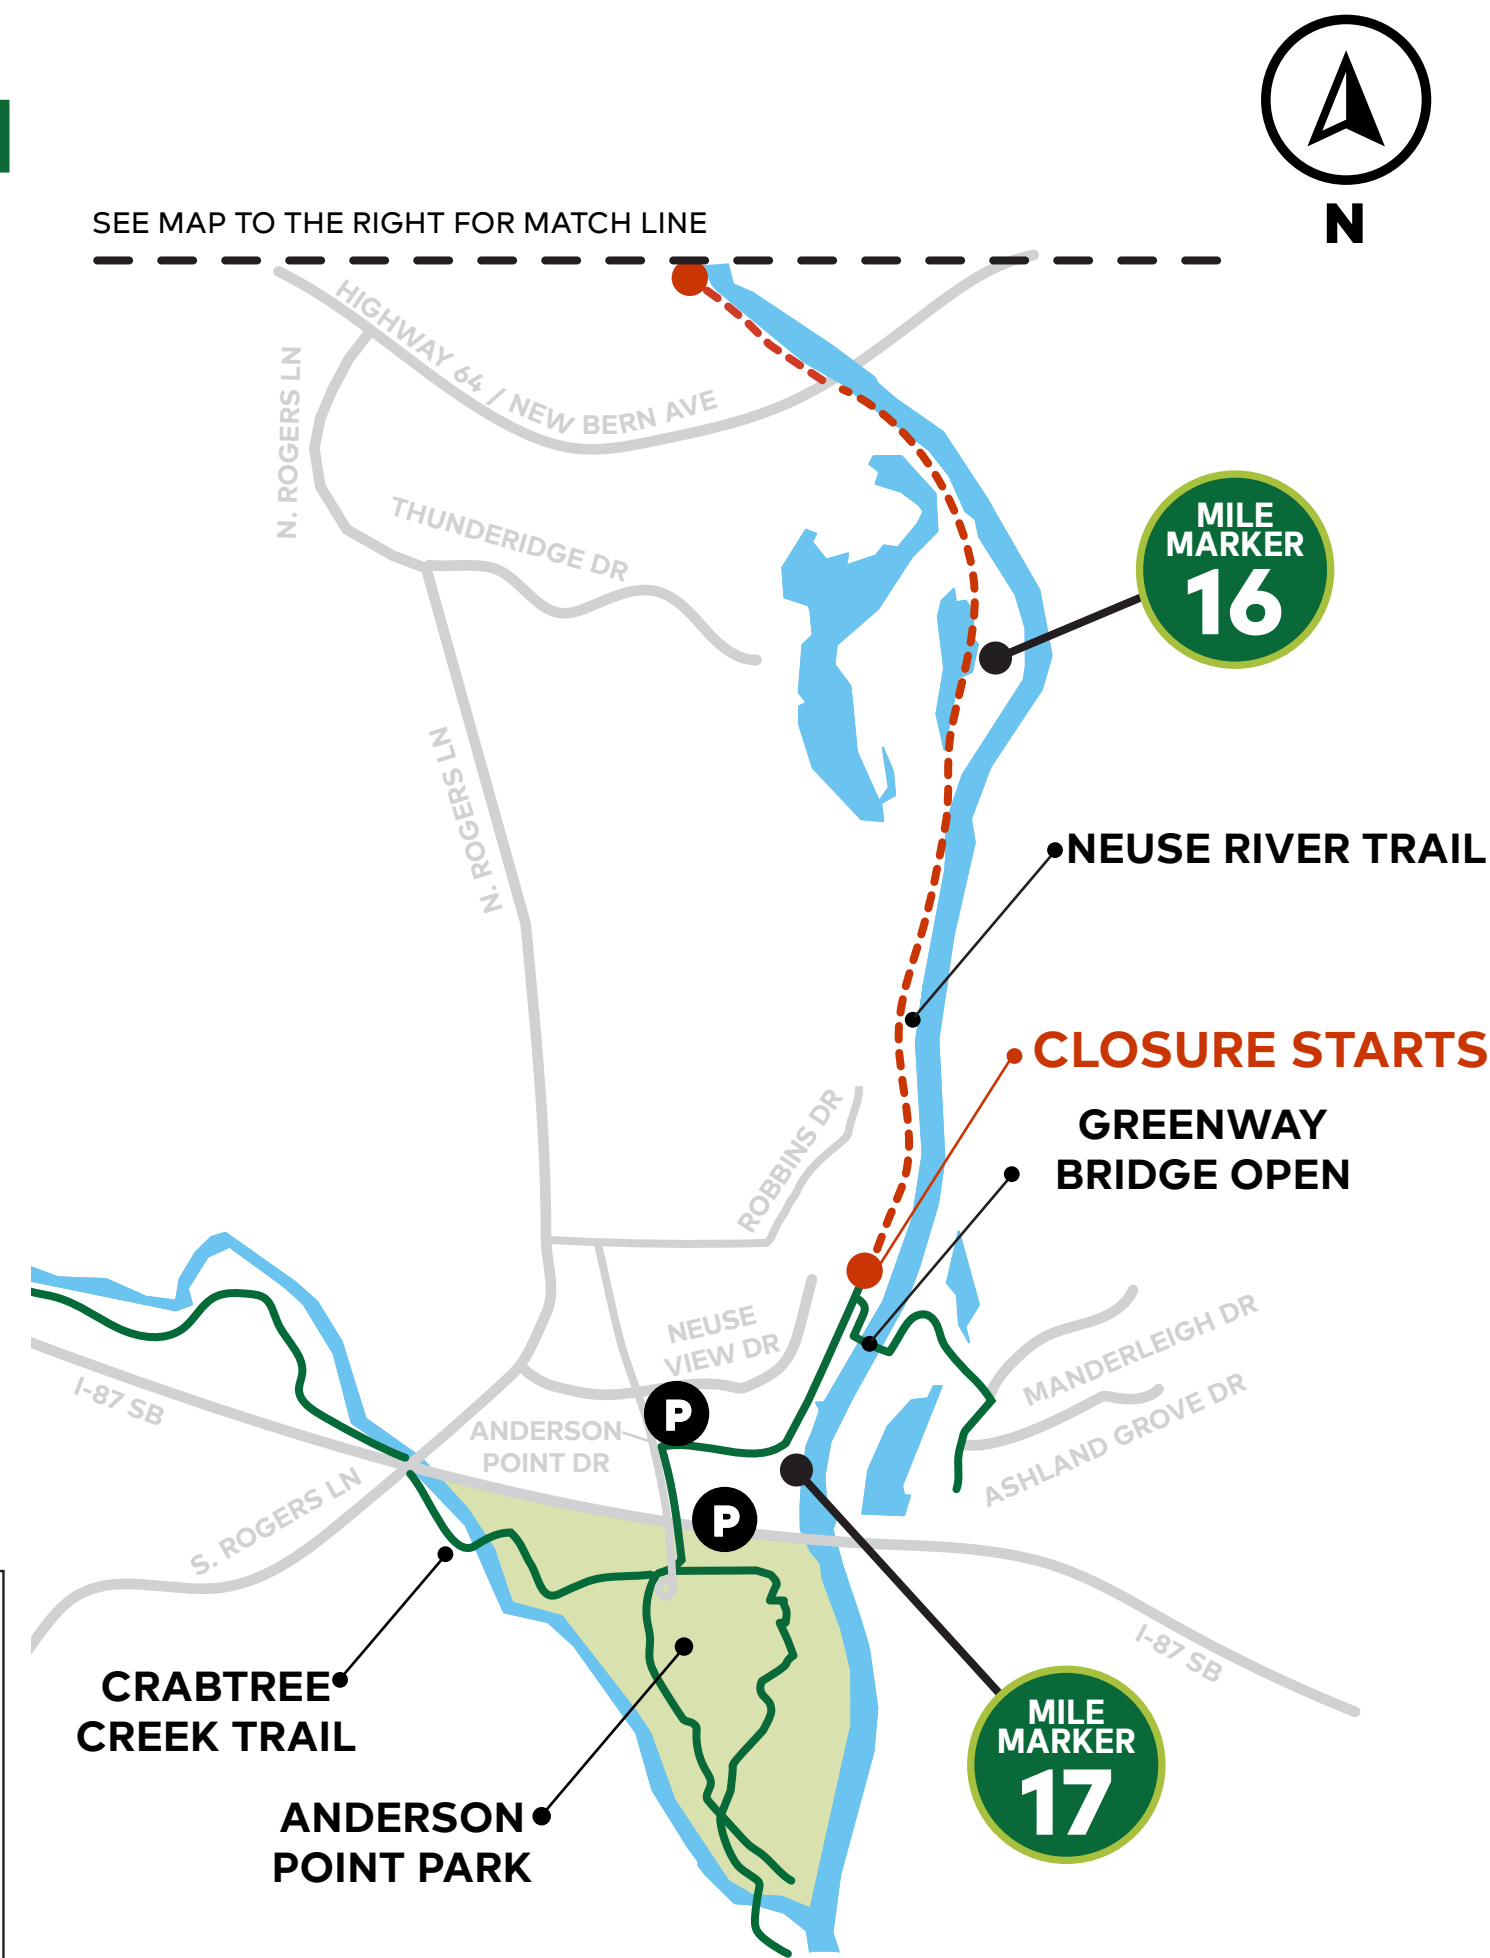 N
SEE MAP TO THE RIGHT FOR MATCH LINE
HIGHWAY 64 / NEW BERN AVE
N. ROGERS LN
THUNDERIDGE DR
MILE
MARKER
16
N. ROGERS LN
NEUSE RIVER TRAIL
CLOSURE STARTS
GREENWAY
BRIDGE OPEN
ROBBINS DR
NEUSE
VIEW DR
MANDERLEIGH DR
ASHLAND GROVE DR
I-87 SB
P
ANDERSON
POINT DR
P
S. ROGERS LN
I-87 SB
CRABTREE
CREEK TRAIL
MILE
MARKER
17
ANDERSON
POINT PARK